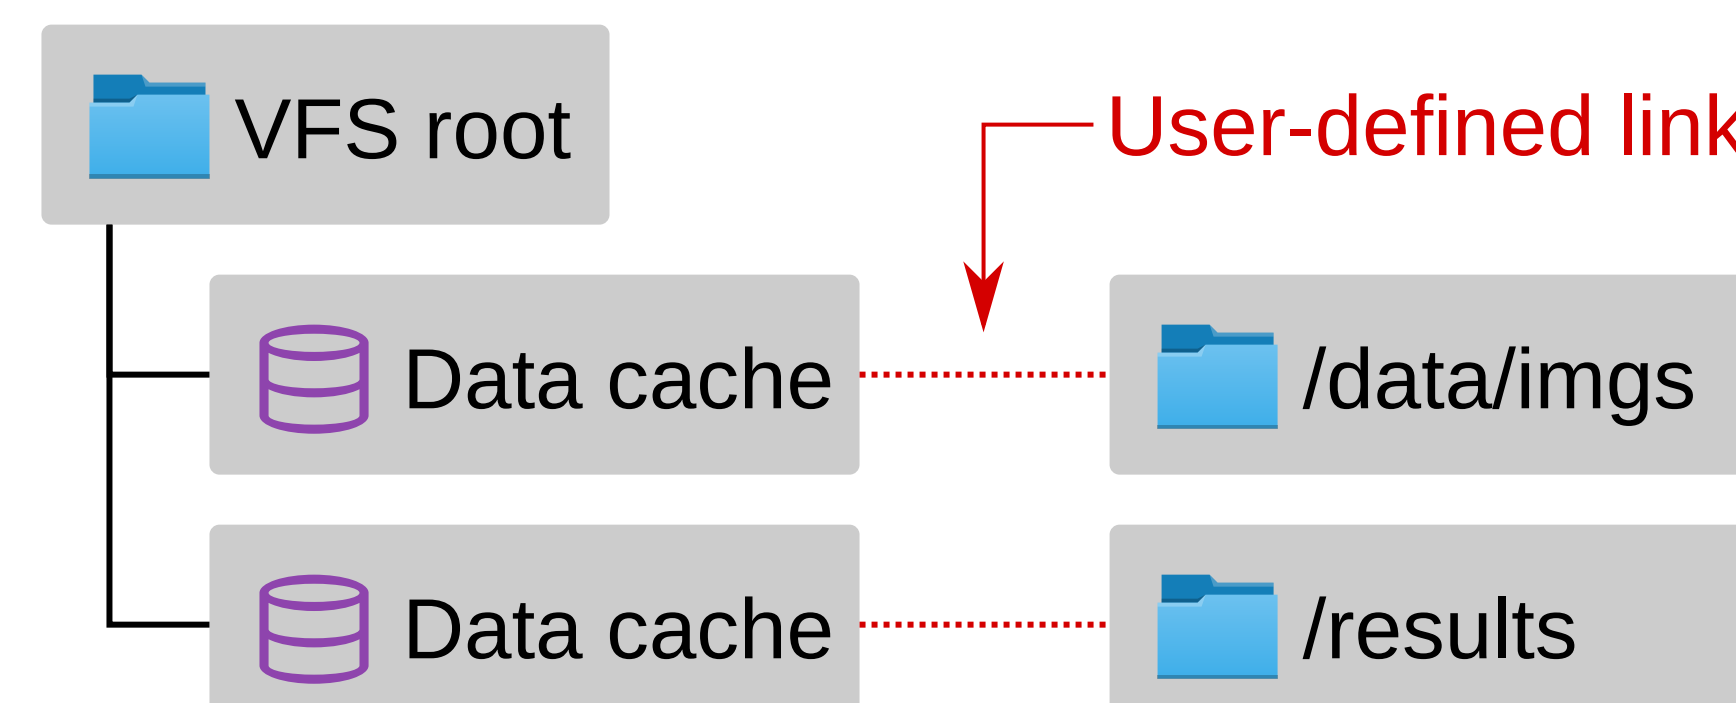 VFS root
User-defined link
Data cache
/data/imgs
Data cache
/results